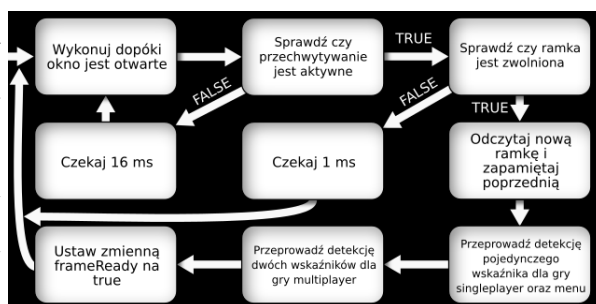 Wykonuj dopóki
okno jest otwarte
Sprawdź czy
przechwytywanie
jest aktywne
TRUE
Sprawdź czy ramka
jest zwolniona
FALSE
FALSE
TRUE
Czekaj 16 ms
Czekaj 1 ms
Odczytaj nową
ramkę i
zapamiętaj
poprzednią
Ustaw zmienną
frameReady na
true
Przeprowadź detekcję
dwóch wskaźników dla
gry multiplayer
Przeprowadź detekcję
pojedynczego
wskaźnika dla gry
singleplayer oraz menu